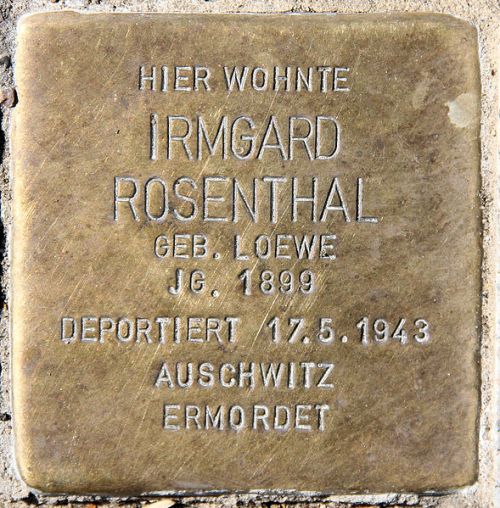 HIER WOHNTE
IRMGARD
ROSENTHAL
GEB. LOEWE
JG. 1899
DEPORTIERT 17.5.1943
AUSCHWITZ
ERMORDET